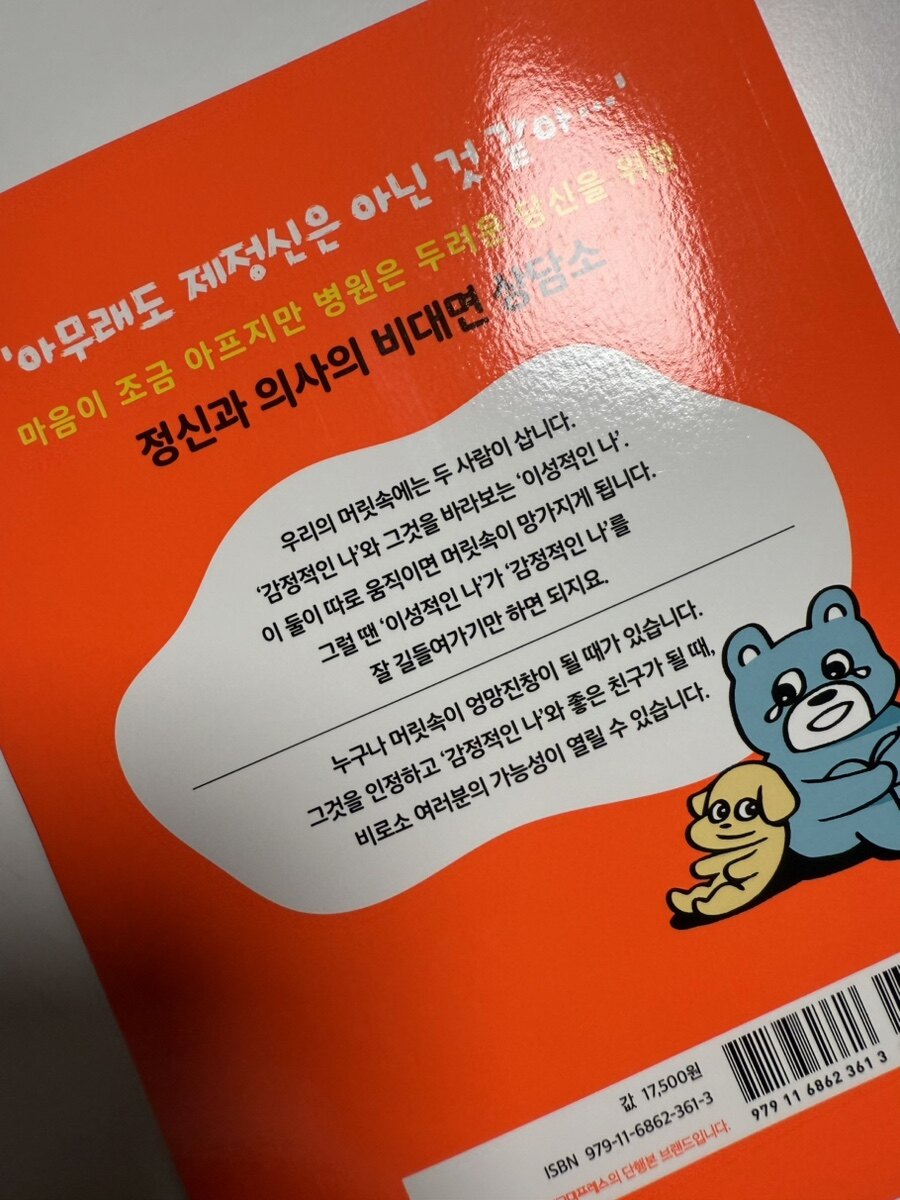 '아무래도 제정신은 아닌 것 같아…'
마음이 조금 아프지만 병원은 두려운 당신을 위한
정신과 의사의 비대면 상담소
우리의 머릿속에는 두 사람이 삽니다.
‘감정적인 나’와 그것을 바라보는 ‘이성적인 나’.
이 둘이 따로 움직이면 머릿속이 망가지게 됩니다.
그럴 땐 ‘이성적인 나’가 ‘감정적인 나’를
잘 길들여가기만 하면 되지요.
누구나 머릿속이 엉망진창이 될 때가 있습니다.
그것을 인정하고 ‘감정적인 나’와 좋은 친구가 될 때,
비로소 여러분의 가능성이 열릴 수 있습니다.
값 17,500원
ISBN 979-11-6862-361-3
979 11 6862 361 3
단행본 브랜드입니다.